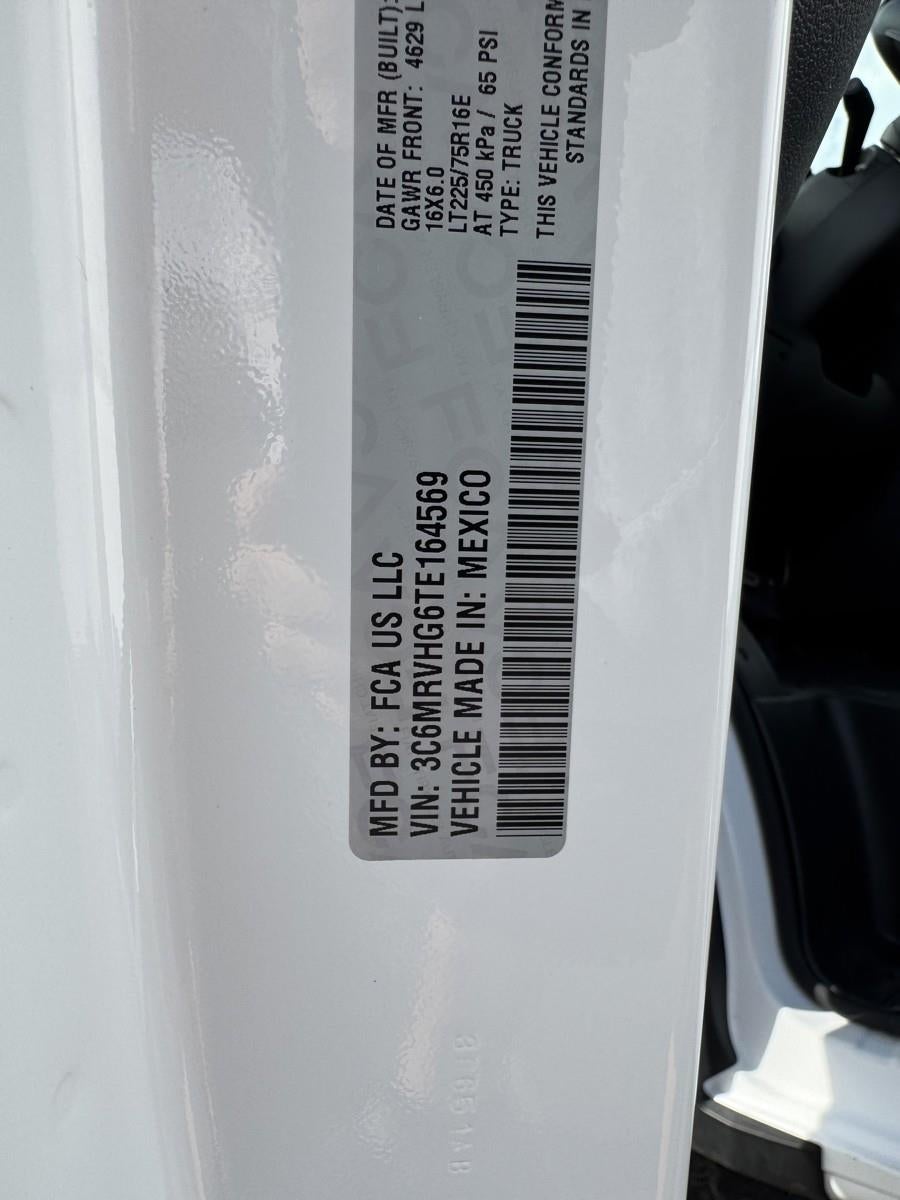 MFD BY: FCA US LLC
VIN: 3C6MRVHG6TE164569
VEHICLE MADE IN: MEXICO
DATE OF MFR (BUILT):
GAWR FRONT: 4629 L
16X6.0
LT225/75R16E
AT 450 kPa / 65 PSI
TYPE: TRUCK
THIS VEHICLE CONFORM
STANDARDS IN